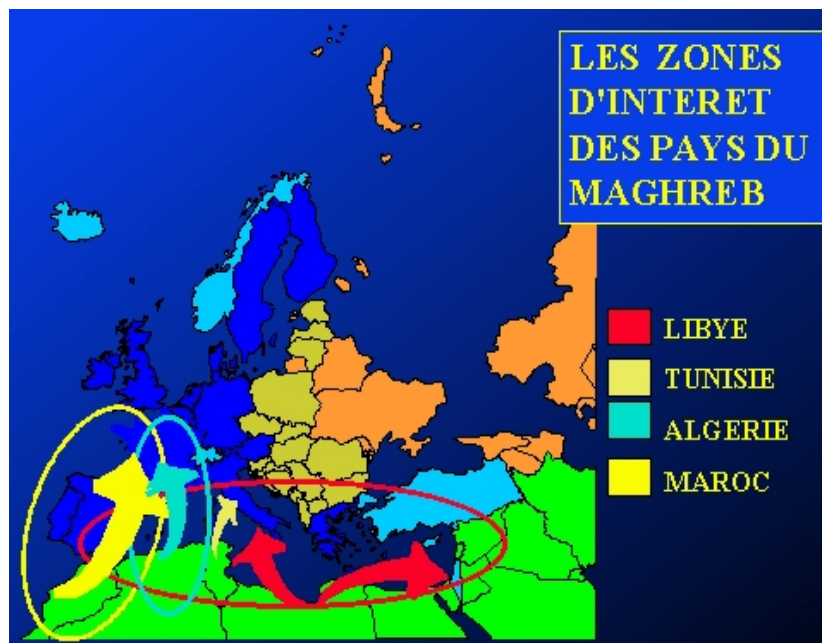 LES ZONES
D'INTERET
DES PAYS DU
MAGHREB
LIBYE
TUNISIE
ALGERIE
MAROC